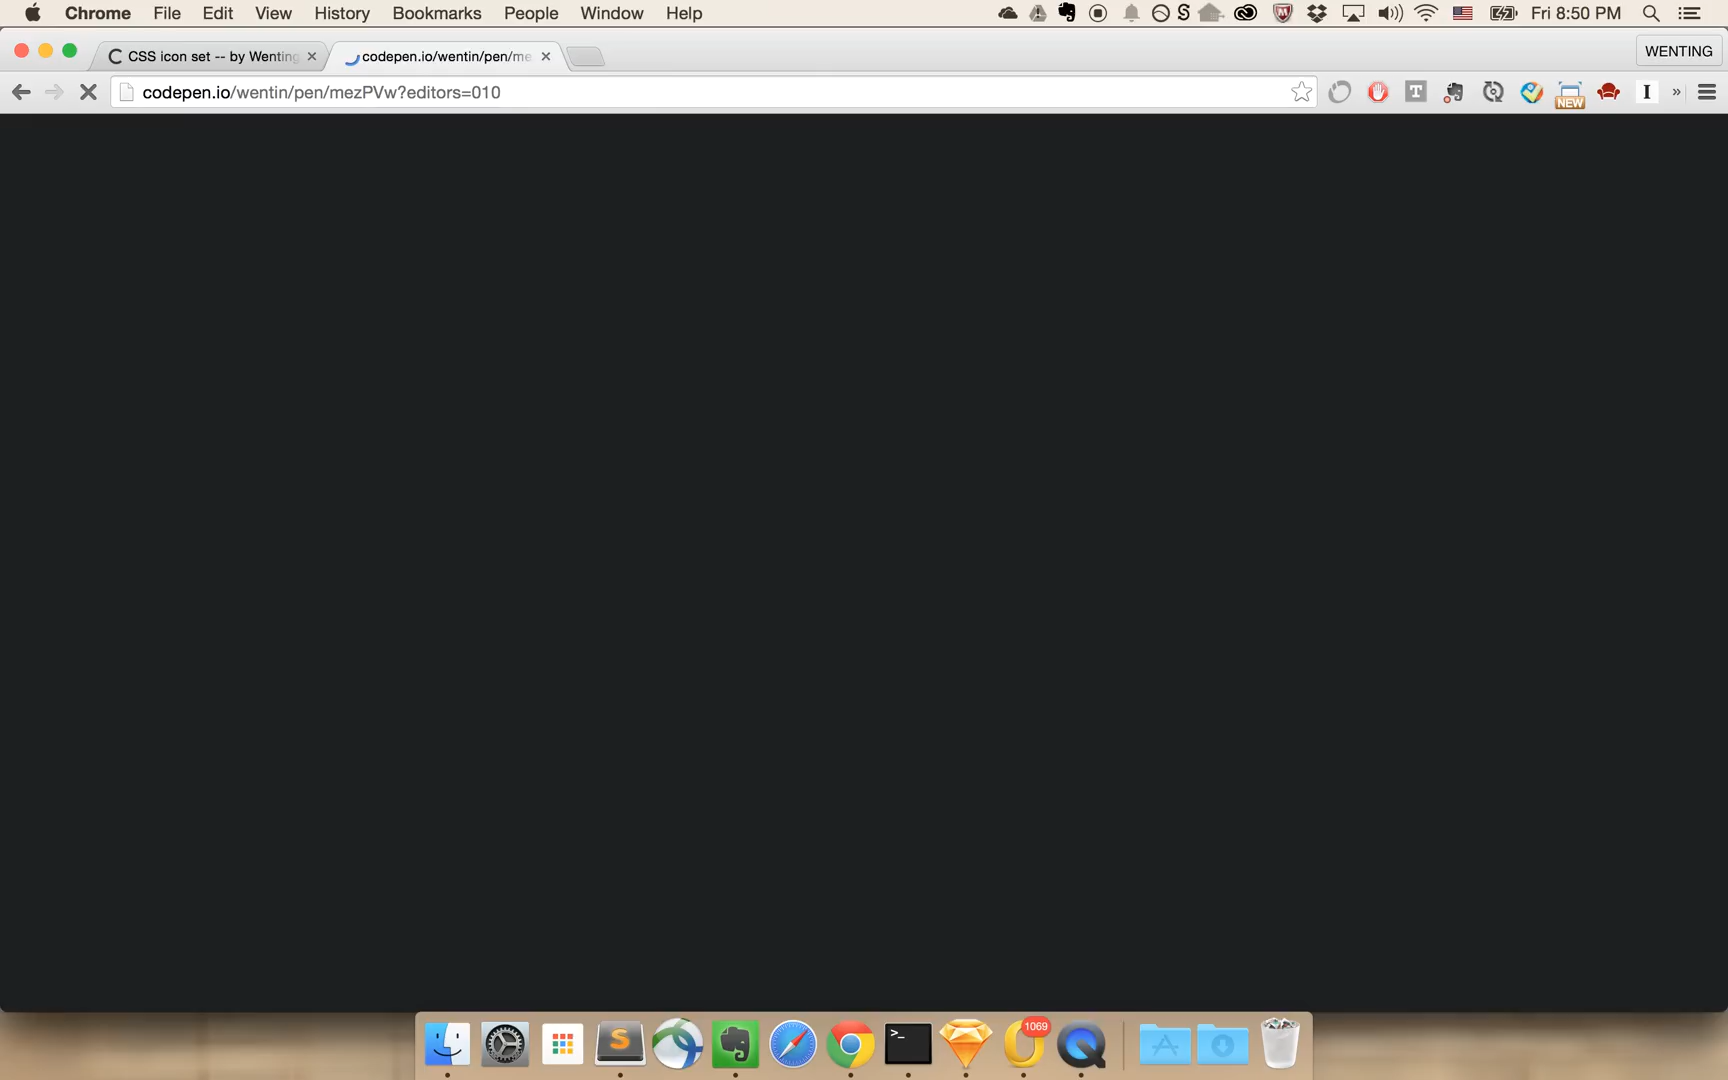 Chrome File Edit View History Bookmarks People Window Help S Fri 8:50 PM
CSS icon set -- by Wenting codepen.io/wentin/pen/me WENTING
codepen.io/wentin/pen/mezPVw?editors=010 T NEW I »
S >_ 1069